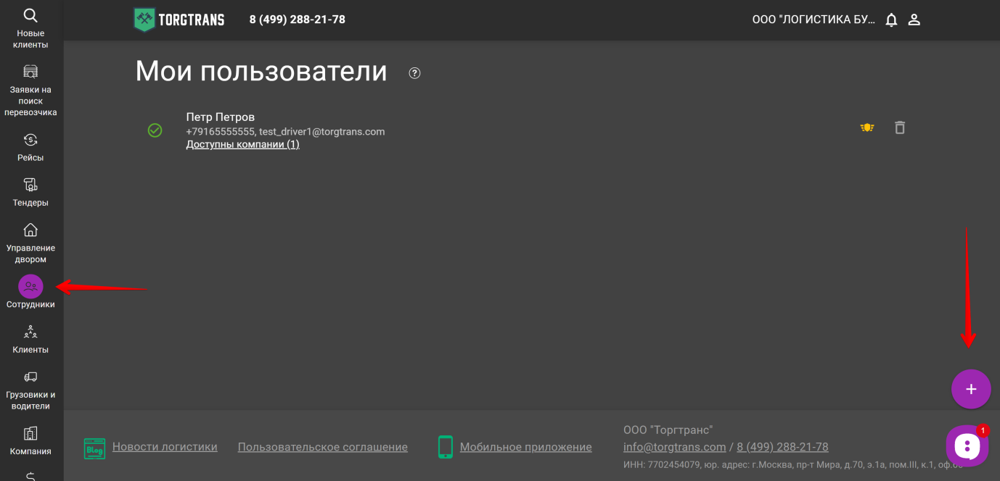 Новые
клиенты
Заявки на
поиск
перевозчика
Рейсы
Тендеры
Управление
двором
Сотрудники
Клиенты
Грузовики и
водители
Компания
TORGTRANS
8 (499) 288-21-78
ООО "ЛОГИСТИКА БУ...
Мои пользователи
?
Петр Петров
+79165555555, test_driver1@torgtrans.com
Доступны компании (1)
+
Blog
Новости логистики
Пользовательское соглашение
Мобильное приложение
ООО "Торгтранс"
info@torgtrans.com / 8 (499) 288-21-78
ИНН: 7702454079, юр. адрес: г.Москва, пр-т Мира, д.70, э.1а, пом.III, к.1, оф.
1